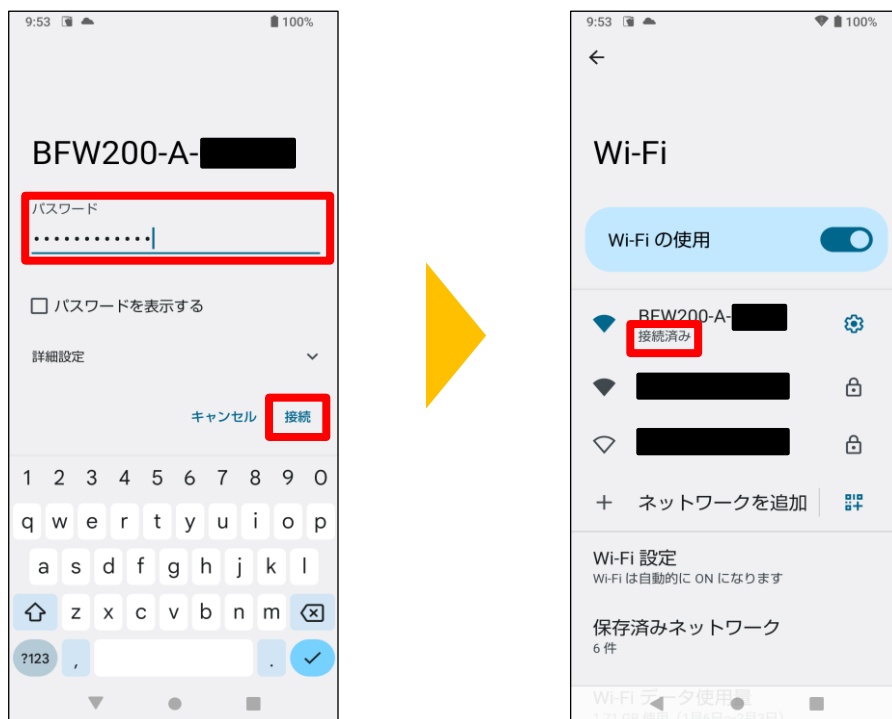 9:53
100%
BFW200-A-
パスワード
••••••••••••
パスワードを表示する
詳細設定
キャンセル
接続
1 2 3 4 5 6 7 8 9 0
q w e r t y u i o p
a s d f g h j k l
z x c v b n m
?123 , .
9:53
100%
Wi-Fi
Wi-Fi の使用
BFW200-A-
接続済み
ネットワークを追加
Wi-Fi 設定
Wi-Fi は自動的に ON になります
保存済みネットワーク
6 件
Wi-Fi データ使用量